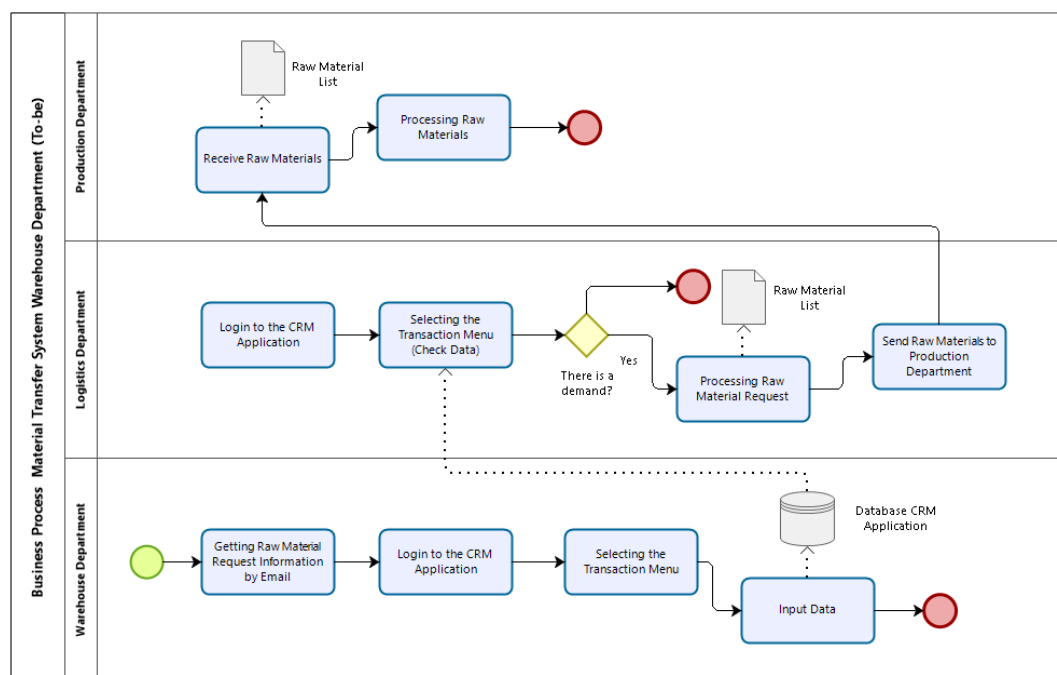 Business Process Material Transfer System Warehouse Department (To-be)
Production Department
Raw Material
List
Receive Raw Materials
Processing Raw
Materials
Logistics Department
Login to the CRM
Application
Selecting the
Transaction Menu
(Check Data)
There is a
demand?
Yes
Raw Material
List
Processing Raw
Material Request
Send Raw Materials to
Production
Department
Warehouse Department
Getting Raw Material
Request Information
by Email
Login to the CRM
Application
Selecting the
Transaction Menu
Database CRM
Application
Input Data